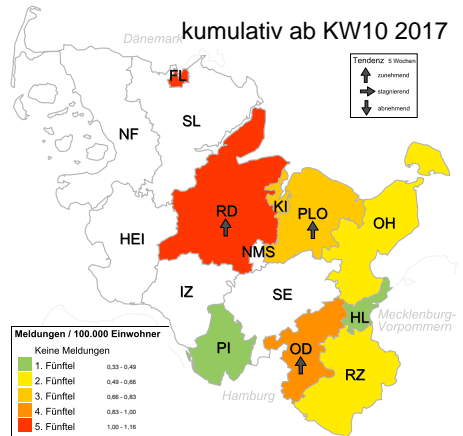 kumulativ ab KW10 2017
Dänemark
Tendenz 5 Wochen
zunehmend
stagnierend
abnehmend
FL
NF
SL
RD
KI
PLO
OH
HEI
NMS
IZ
SE
HL
Mecklenburg-
Vorpommern
PI
OD
RZ
Hamburg
Meldungen / 100.000 Einwohner
Keine Meldungen
1. Fünftel 0,33 - 0,49
2. Fünftel 0,49 - 0,66
3. Fünftel 0,66 - 0,83
4. Fünftel 0,83 - 1,00
5. Fünftel 1,00 - 1,16